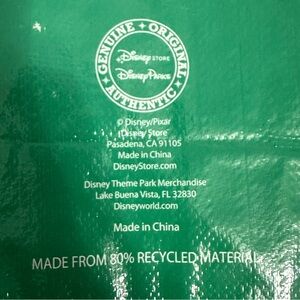 GENUINE • ORIGINAL
Disney STORE
Disney PARKS
AUTHENTIC
© Disney/Pixar
Disney Store
Pasadena, CA 91105
Made in China
DisneyStore.com
Disney Theme Park Merchandise
Lake Buena Vista, FL 32830
Disneyworld.com
Made in China
MADE FROM 80% RECYCLED MATERIAL